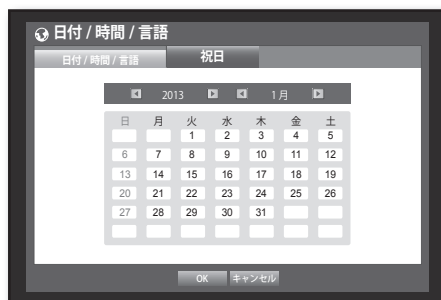 日付 / 時間 / 言語
日付 / 時間 / 言語 祝日
2013 1 月
日 月 火 水 木 金 土
1 2 3 4 5
6 7 8 9 10 11 12
13 14 15 16 17 18 19
20 21 22 23 24 25 26
27 28 29 30 31
OK キャンセル